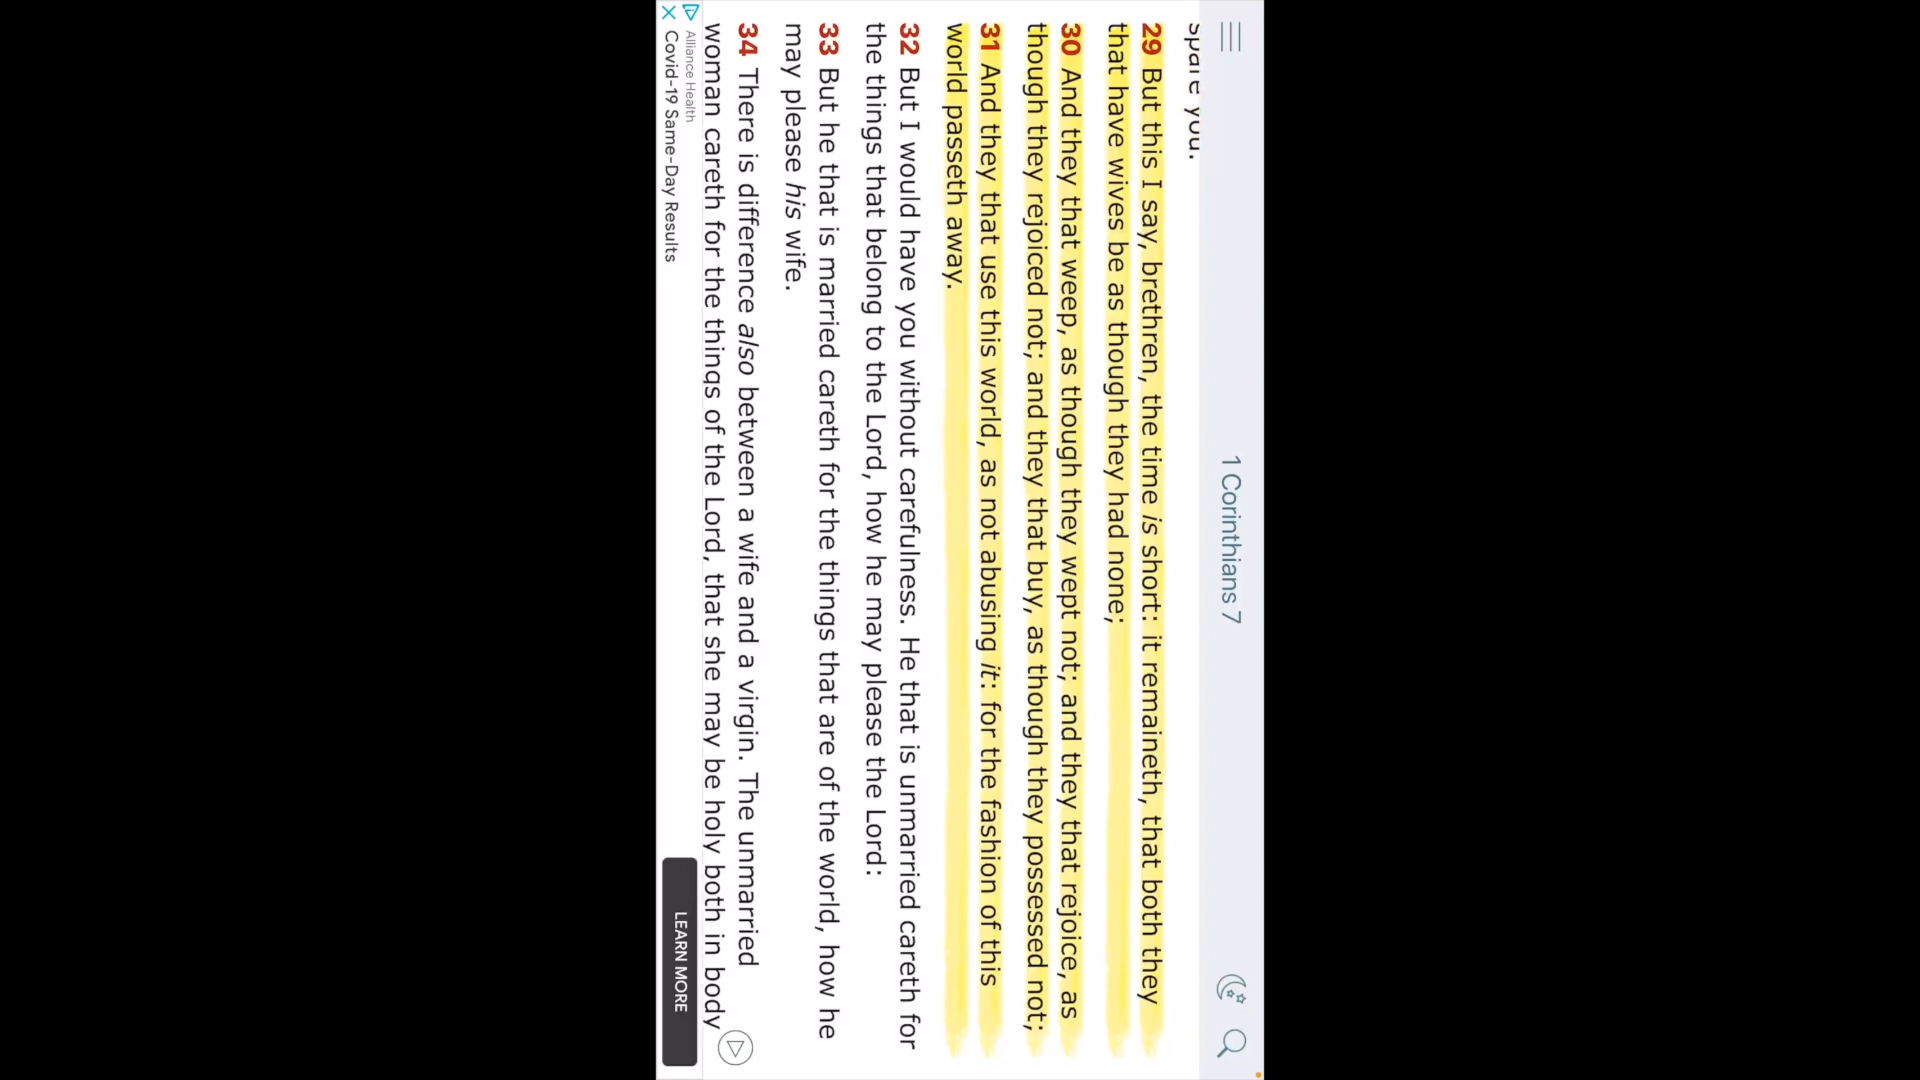 1 Corinthians 7
spare you.
29 But this I say, brethren, the time is short: it remaineth, that both they
that have wives be as though they had none;
30 And they that weep, as though they wept not; and they that rejoice, as
though they rejoiced not; and they that buy, as though they possessed not;
31 And they that use this world, as not abusing it: for the fashion of this
world passeth away.
32 But I would have you without carefulness. He that is unmarried careth for
the things that belong to the Lord, how he may please the Lord:
33 But he that is married careth for the things that are of the world, how he
may please his wife.
34 There is difference also between a wife and a virgin. The unmarried
woman careth for the things of the Lord, that she may be holy both in body
Alliance Health
Covid-19 Same-Day Results
LEARN MORE